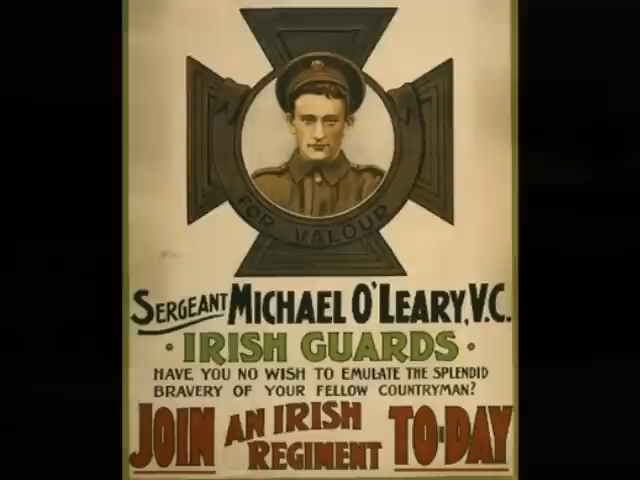 FOR VALOUR
SERGEANT MICHAEL O'LEARY, V.C.
• IRISH GUARDS •
HAVE YOU NO WISH TO EMULATE THE SPLENDID
BRAVERY OF YOUR FELLOW COUNTRYMAN?
JOIN AN IRISH REGIMENT TO-DAY